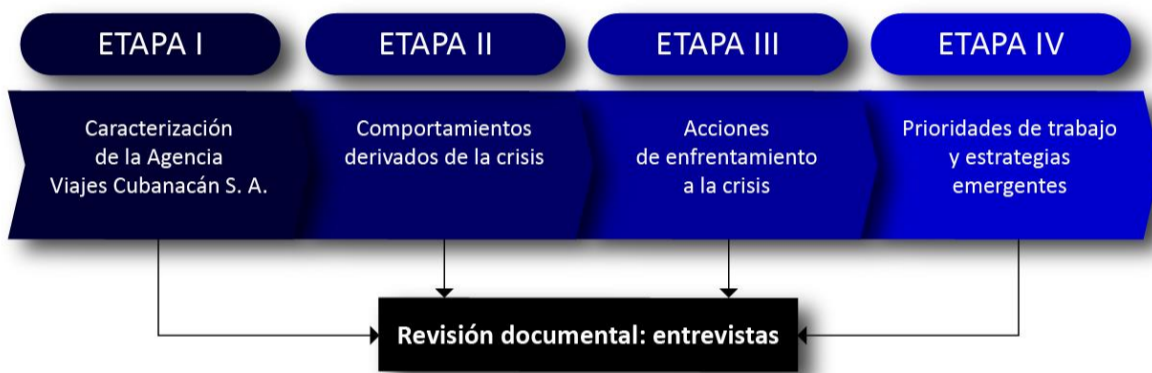 ETAPA I
ETAPA II
ETAPA III
ETAPA IV
Caracterización
de la Agencia
Viajes Cubanacán S. A.
Comportamientos
derivados de la crisis
Acciones
de enfrentamiento
a la crisis
Prioridades de trabajo
y estrategias
emergentes
Revisión documental: entrevistas